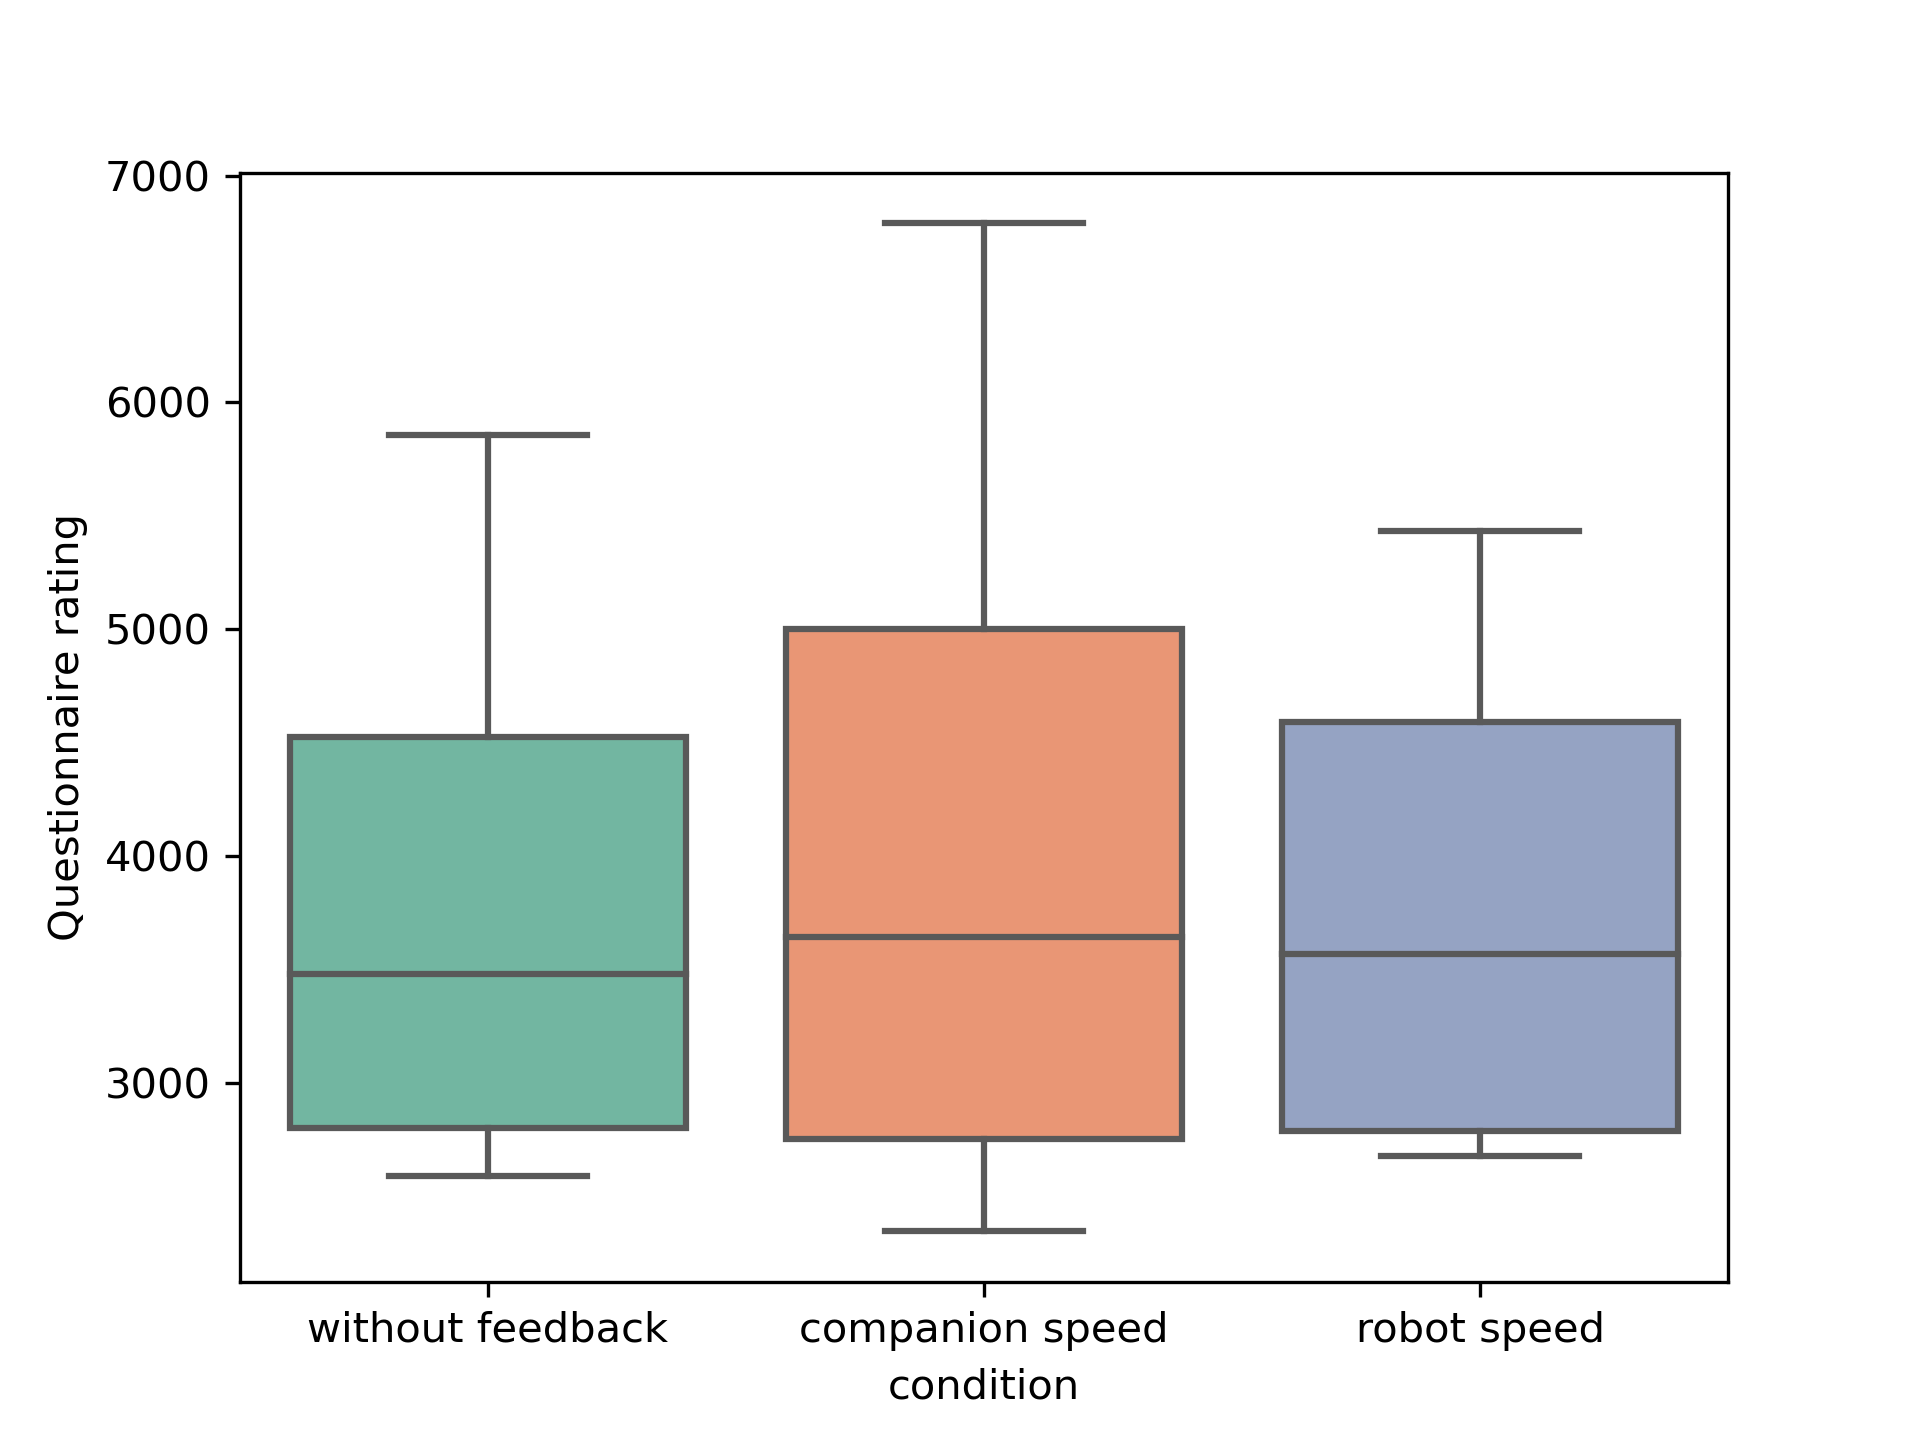 7000
6000
5000
4000
3000
Questionnaire rating
without feedback companion speed robot speed
condition